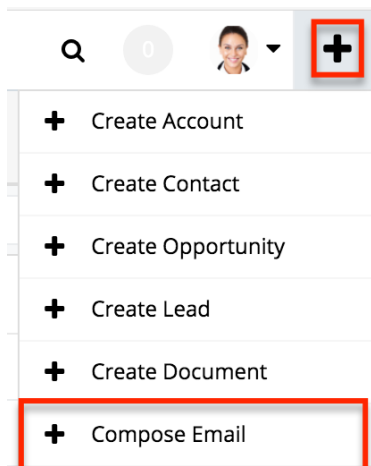 0
Create Account
Create Contact
Create Opportunity
Create Lead
Create Document
Compose Email